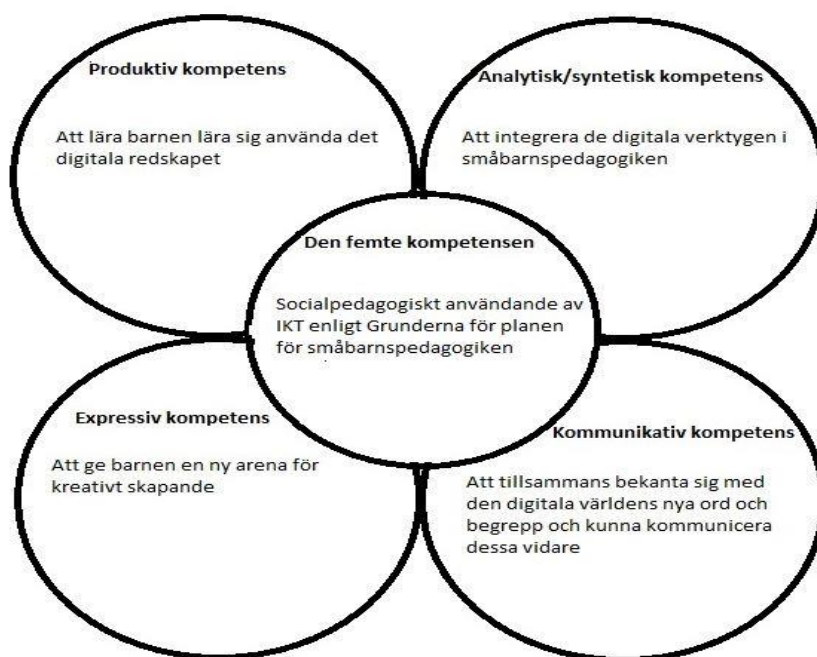 Produktiv kompetens
Att lära barnen lära sig använda det
digitala redskapet
Analytisk/syntetisk kompetens
Att integrera de digitala verktygen i
småbarnspedagogiken
Den femte kompetensen
Socialpedagogiskt användande av
IKT enligt Grunderna för planen
för småbarnspedagogiken
Expressiv kompetens
Att ge barnen en ny arena för
kreativt skapande
Kommunikativ kompetens
Att tillsammans bekanta sig med
den digitala världens nya ord och
begrepp och kunna kommunicera
dessa vidare